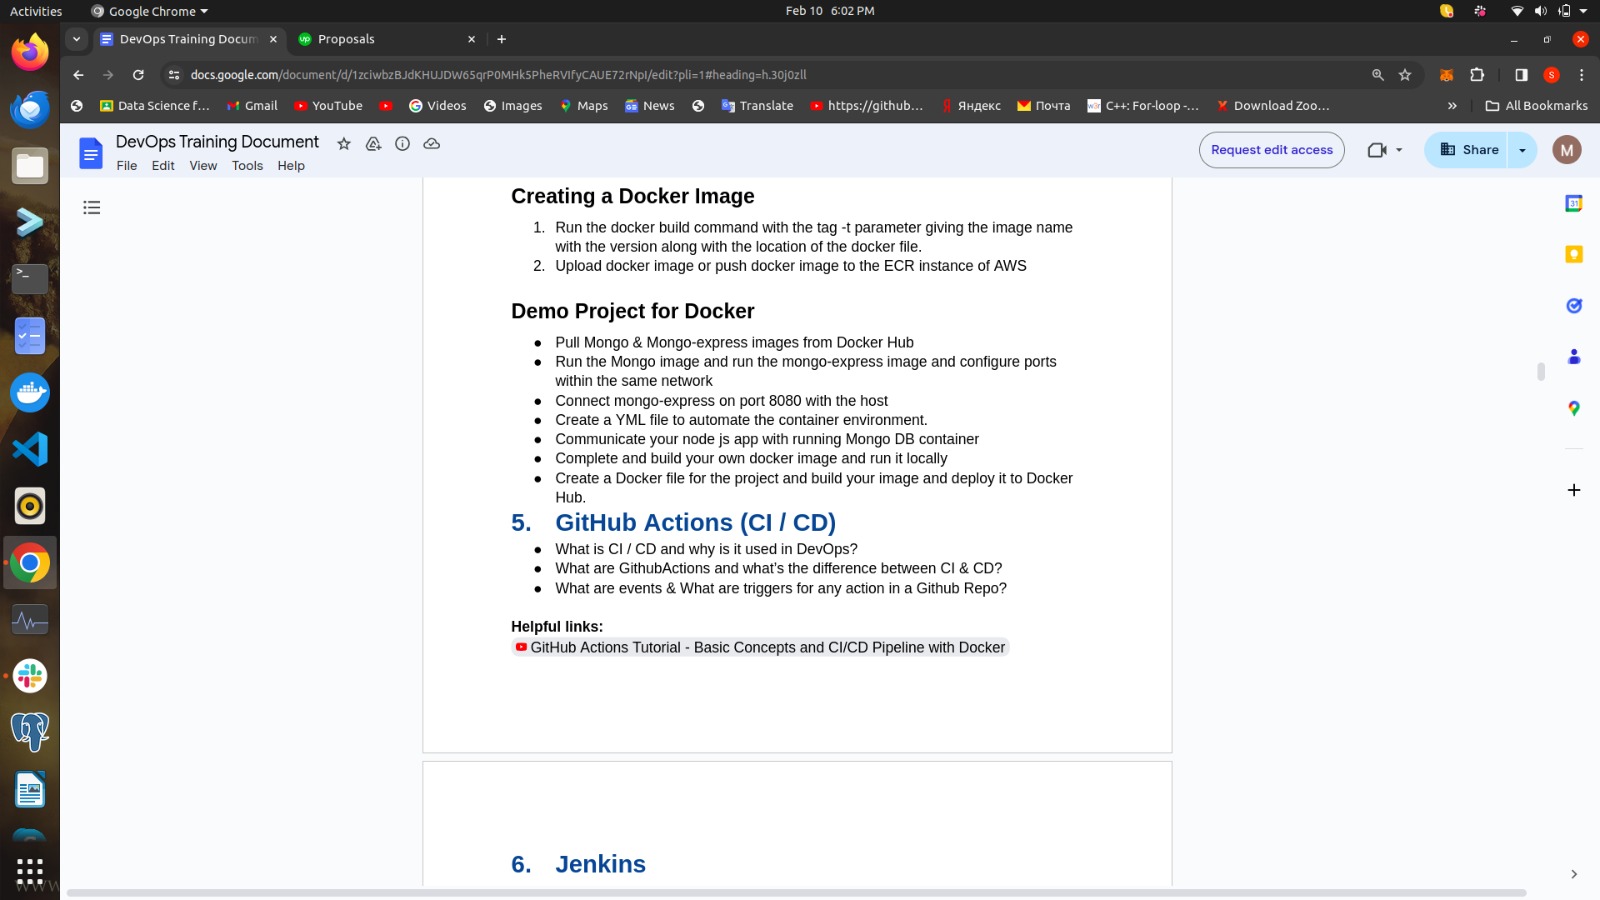 Activities
Google Chrome
Feb 10 6:02 PM
DevOps Training Docum
Proposals
docs.google.com/document/d/1zciwbzBJdKHUJDW65qrP0MHk5PheRVIfyCAUE72rNpI/edit?pli=1#heading=h.30j0zll
S
Data Science f...
Gmail
YouTube
Videos
Images
Maps
News
Translate
https://github...
Яндекс
Почта
C++: For-loop -...
Download Zoo...
»
All Bookmarks
DevOps Training Document
File Edit View Tools Help
Request edit access
Share
M
Creating a Docker Image
1. Run the docker build command with the tag -t parameter giving the image name
with the version along with the location of the docker file.
2. Upload docker image or push docker image to the ECR instance of AWS
Demo Project for Docker
● Pull Mongo & Mongo-express images from Docker Hub
● Run the Mongo image and run the mongo-express image and configure ports
within the same network
● Connect mongo-express on port 8080 with the host
● Create a YML file to automate the container environment.
● Communicate your node js app with running Mongo DB container
● Complete and build your own docker image and run it locally
● Create a Docker file for the project and build your image and deploy it to Docker
Hub.
5. GitHub Actions (CI / CD)
● What is CI / CD and why is it used in DevOps?
● What are GithubActions and what's the difference between CI & CD?
● What are events & What are triggers for any action in a Github Repo?
Helpful links:
GitHub Actions Tutorial - Basic Concepts and CI/CD Pipeline with Docker
6. Jenkins